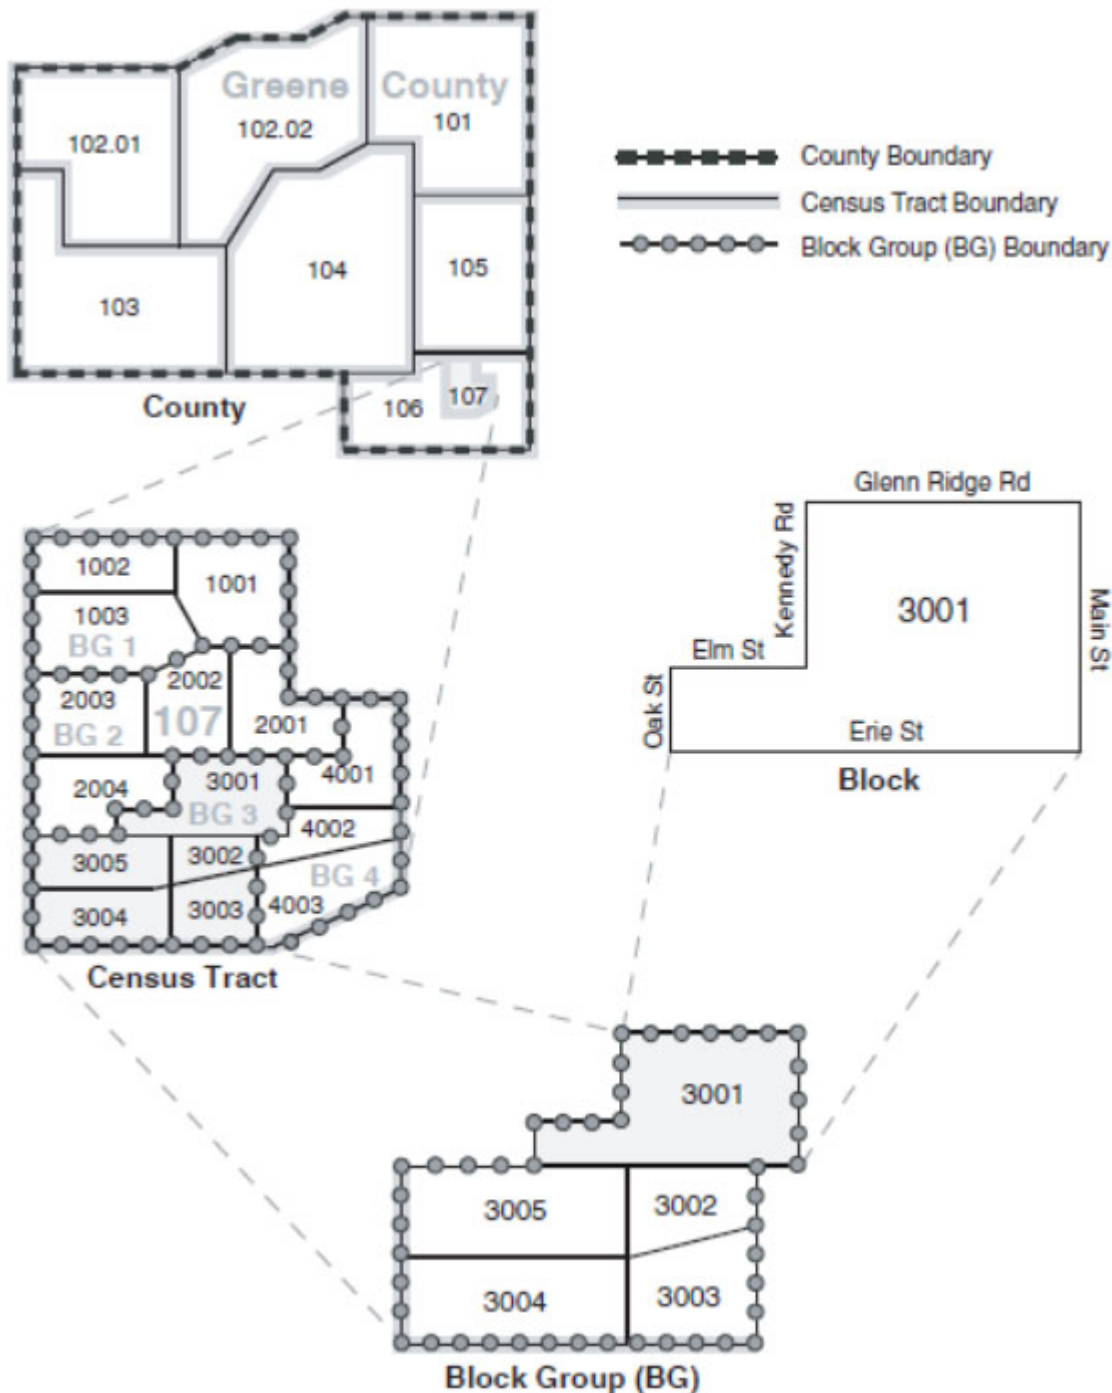 Greene County
102.01
102.02
101
103
104
105
106
107
County
County Boundary
Census Tract Boundary
Block Group (BG) Boundary
1002
1001
1003
BG 1
2003
2002
BG 2
107
2001
2004
3001
BG 3
4001
4002
3005
3002
BG 4
3004
3003
4003
Census Tract
Glenn Ridge Rd
Kennedy Rd
3001
Main St
Elm St
Oak St
Erie St
Block
3001
3005
3002
3004
3003
Block Group (BG)